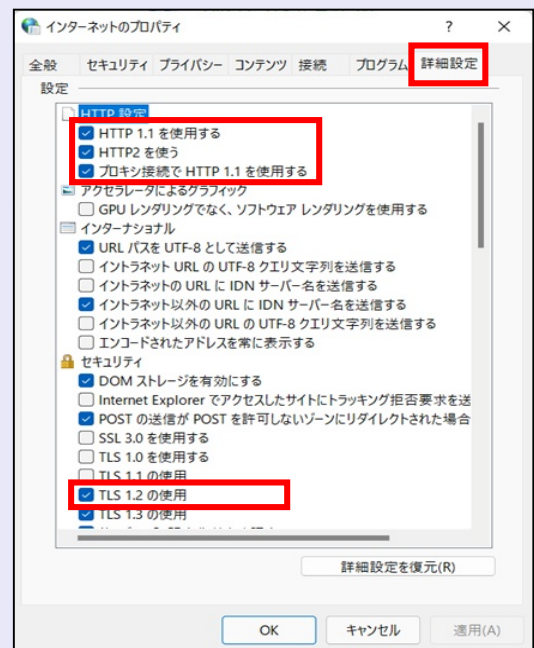 インターネットのプロパティ
?
×
全般 セキュリティ プライバシー コンテンツ 接続 プログラム 詳細設定
設定
HTTP 設定
HTTP 1.1 を使用する
HTTP2 を使う
プロキシ接続で HTTP 1.1 を使用する
アクセラレータによるグラフィック
GPU レンダリングでなく、ソフトウェア レンダリングを使用する
インターナショナル
URL パスを UTF-8 として送信する
イントラネット URL の UTF-8 クエリ文字列を送信する
イントラネットの URL に IDN サーバー名を送信する
イントラネット以外の URL に IDN サーバー名を送信する
イントラネット以外の URL の UTF-8 クエリ文字列を送信する
エンコードされたアドレスを常に表示する
セキュリティ
DOM ストレージを有効にする
Internet Explorer でアクセスしたサイトにトラッキング拒否要求を送
POST の送信が POST を許可しないゾーンにリダイレクトされた場合
SSL 3.0 を使用する
TLS 1.0 を使用する
TLS 1.1 の使用
TLS 1.2 の使用
TLS 1.3 の使用
詳細設定を復元(R)
OK キャンセル 適用(A)